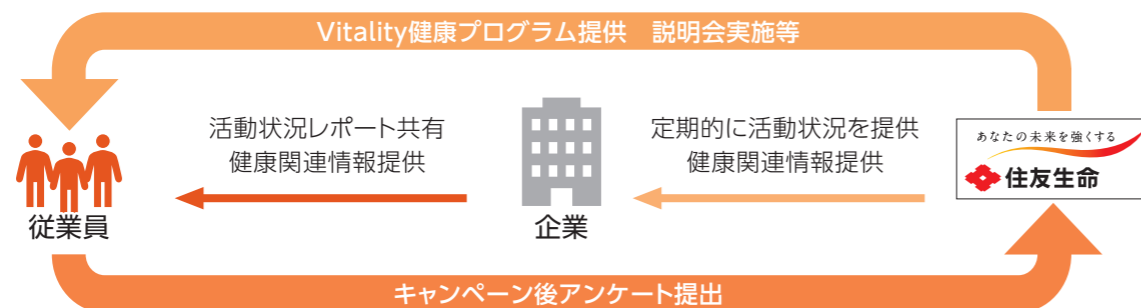 Vitality健康プログラム提供　説明会実施等
活動状況レポート共有
健康関連情報提供
定期的に活動状況を提供
健康関連情報提供
あなたの未来を強くする
住友生命
従業員
企業
キャンペーン後アンケート提出